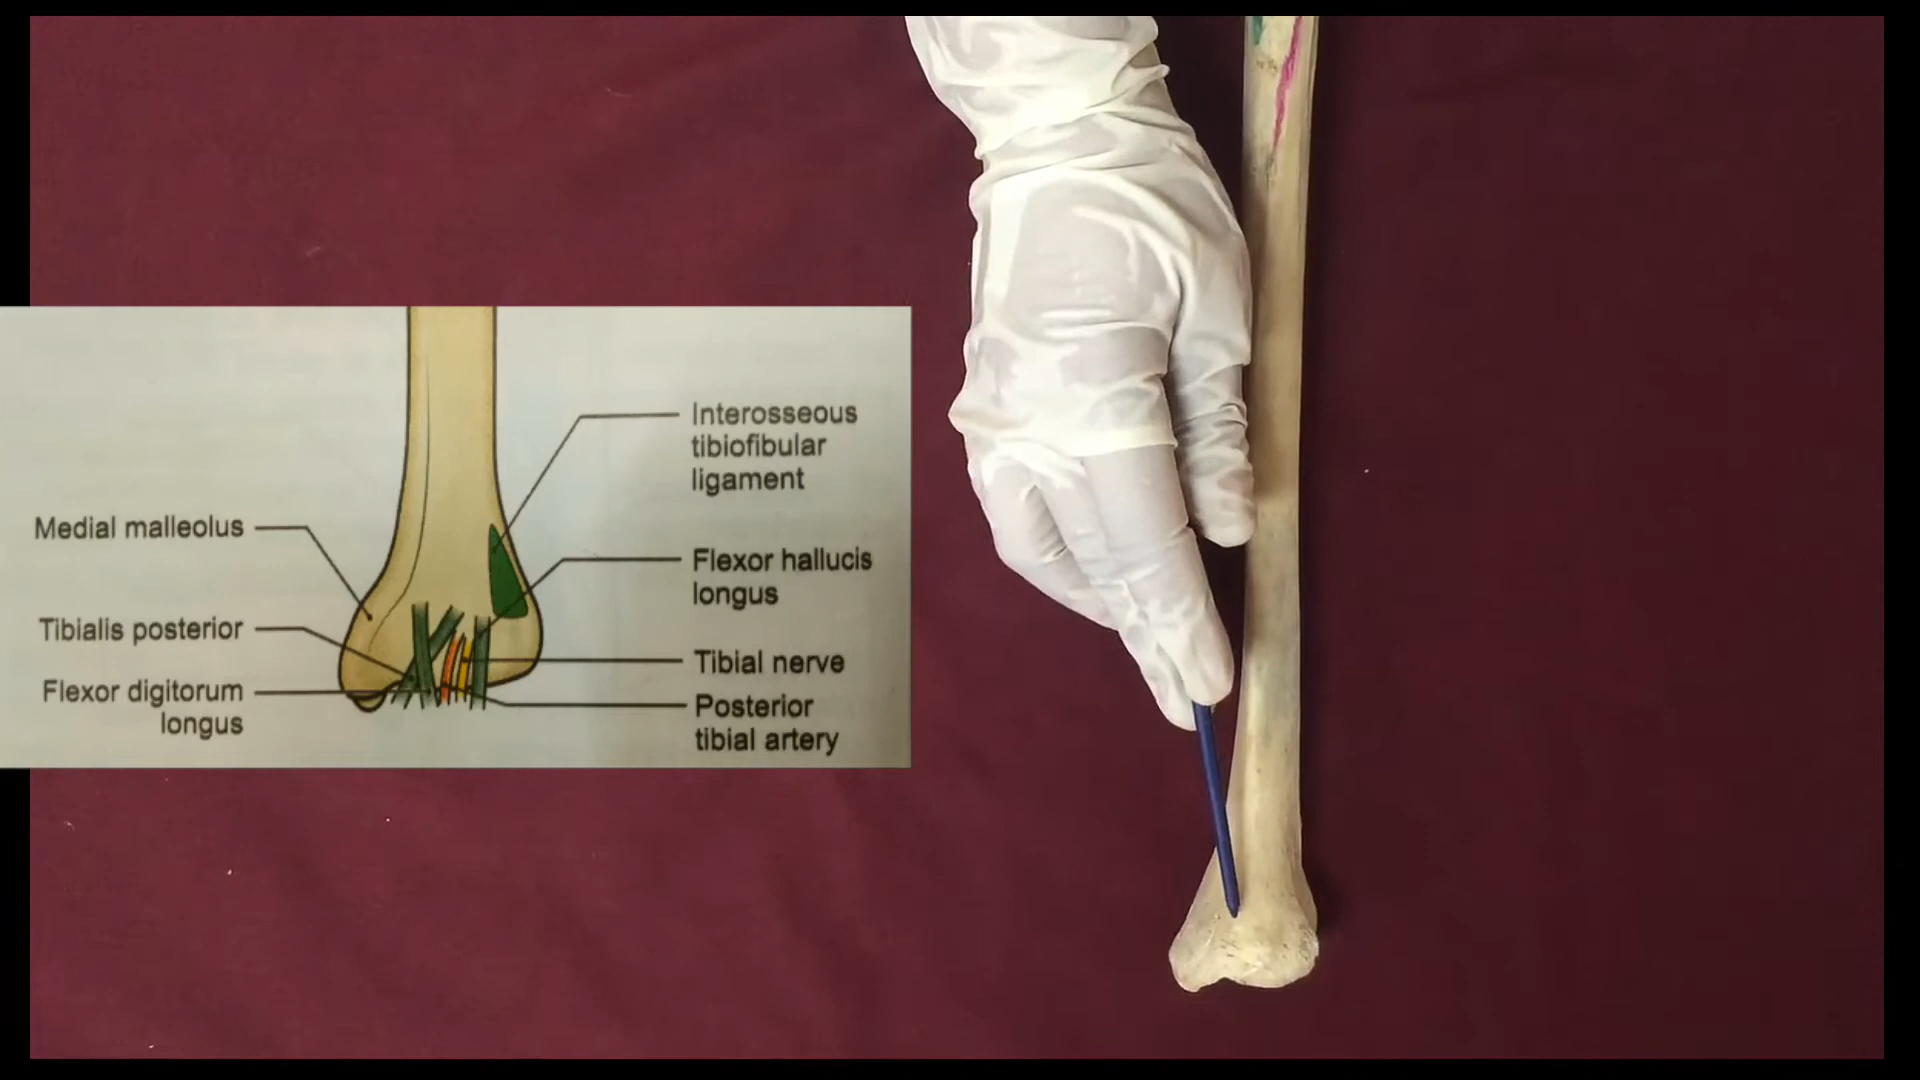 Interosseous
tibiofibular
ligament
Medial malleolus
Flexor hallucis
longus
Tibialis posterior
Tibial nerve
Flexor digitorum
longus
Posterior
tibial artery